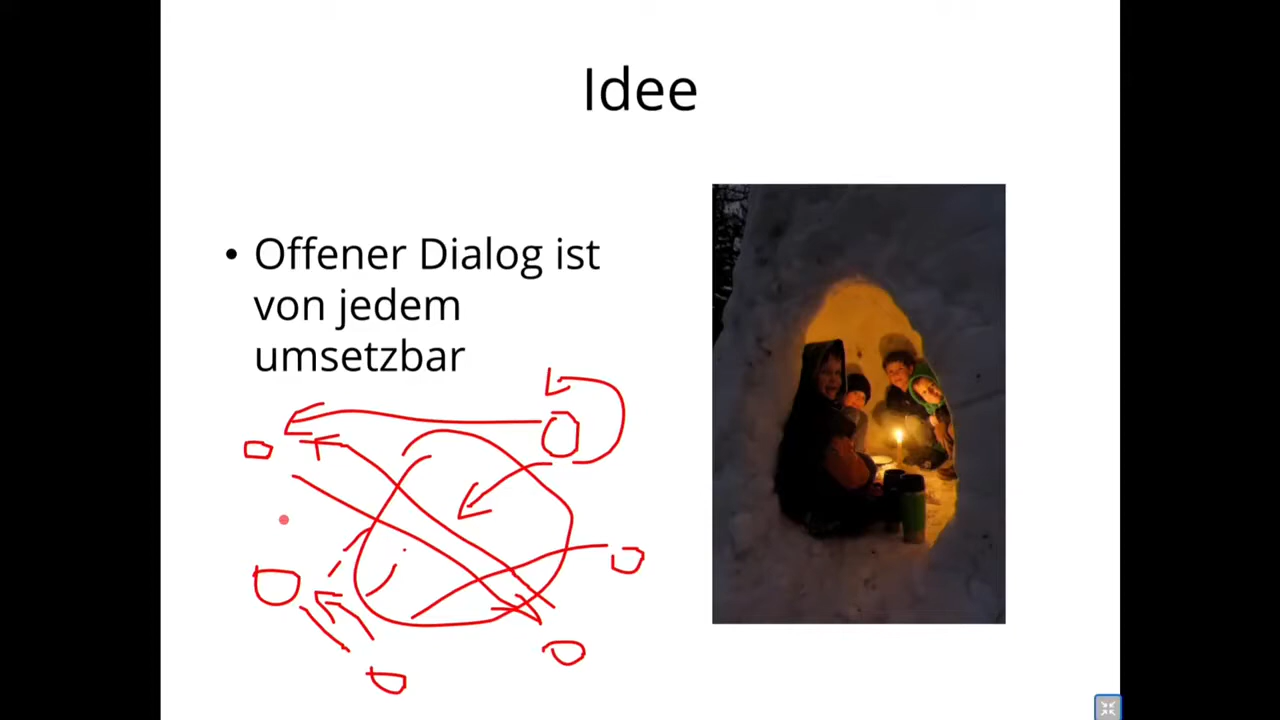 Idee
• Offener Dialog ist
von jedem
umsetzbar